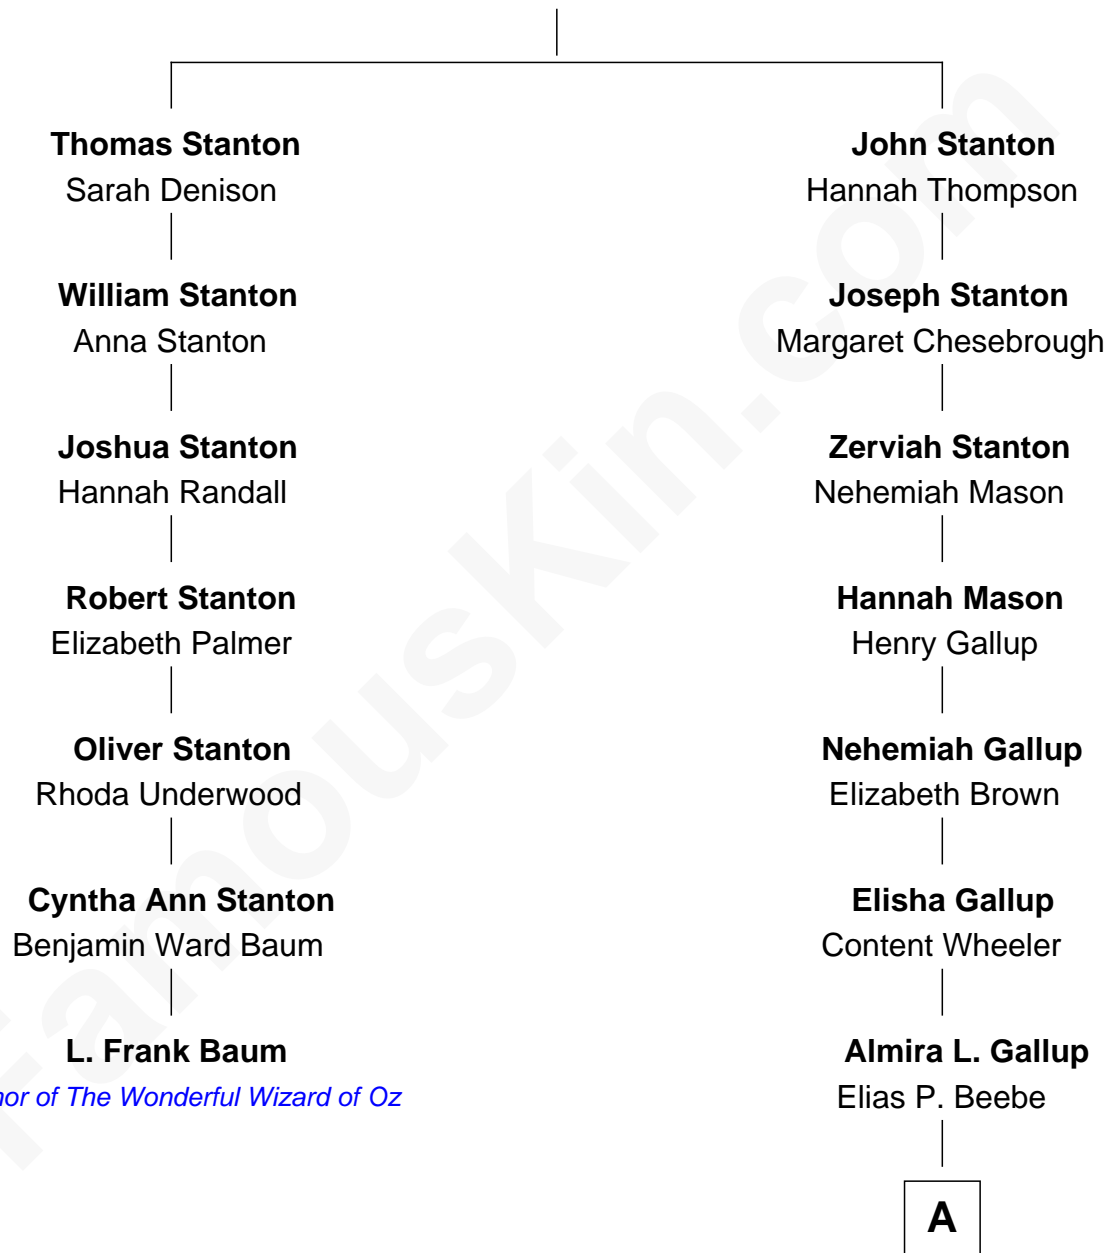 Thomas Stanton
Sarah Denison
William Stanton
Anna Stanton
Joshua Stanton
Hannah Randall
Robert Stanton
Elizabeth Palmer
Oliver Stanton
Rhoda Underwood
Cyntha Ann Stanton
Benjamin Ward Baum
L. Frank Baum
of The Wonderful Wizard of Oz
John Stanton
Hannah Thompson
Joseph Stanton
Margaret Chesebrough
Zerviah Stanton
Nehemiah Mason
Hannah Mason
Henry Gallup
Nehemiah Gallup
Elizabeth Brown
Elisha Gallup
Content Wheeler
Almira L. Gallup
Elias P. Beebe
A
FamousKin.com